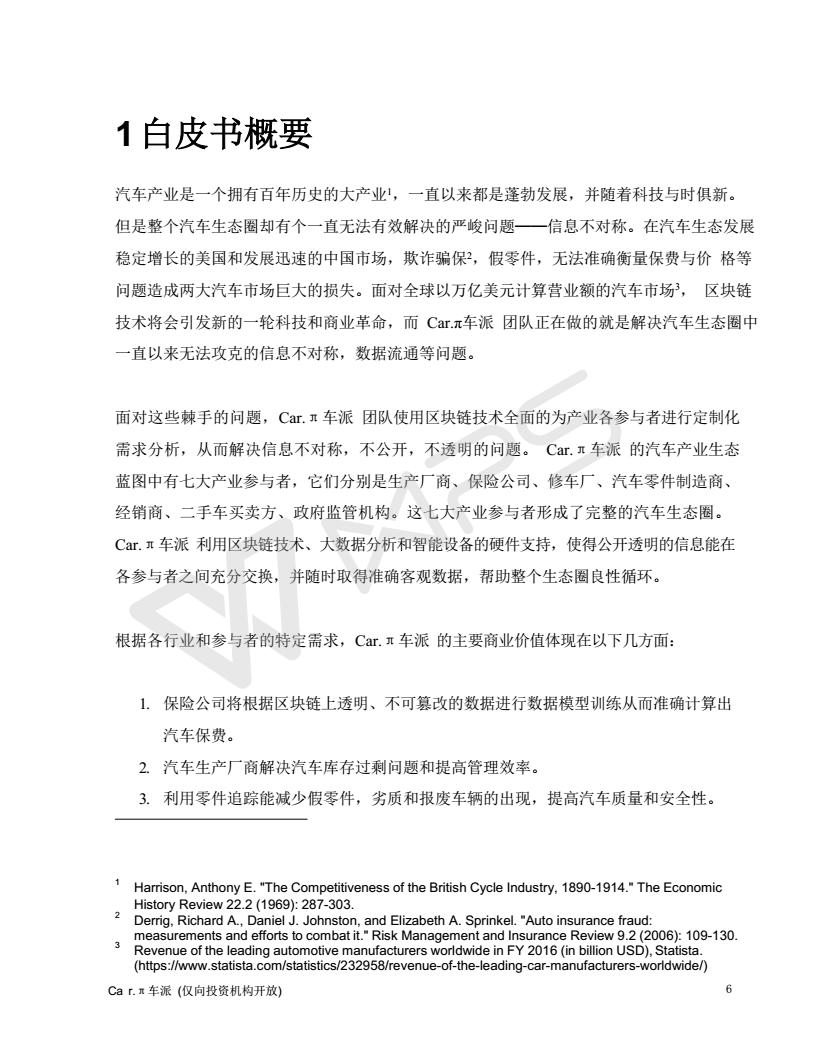 1 白皮书概要
汽车产业是一个拥有百年历史的大产业¹，一直以来都是蓬勃发展，并随着科技与时俱新。
但是整个汽车生态圈却有个一直无法有效解决的严峻问题——信息不对称。在汽车生态发展
稳定增长的美国和发展迅速的中国市场，欺诈骗保²，假零件，无法准确衡量保费与价 格等
问题造成两大汽车市场巨大的损失。面对全球以万亿美元计算营业额的汽车市场³， 区块链
技术将会引发新的一轮科技和商业革命，而 Car.π车派 团队正在做的就是解决汽车生态圈中
一直以来无法攻克的信息不对称，数据流通等问题。
面对这些棘手的问题，Car. π 车派 团队使用区块链技术全面的为产业各参与者进行定制化
需求分析，从而解决信息不对称，不公开，不透明的问题。 Car. π 车派 的汽车产业生态
蓝图中有七大产业参与者，它们分别是生产厂商、保险公司、修车厂、汽车零件制造商、
经销商、二手车买卖方、政府监管机构。这七大产业参与者形成了完整的汽车生态圈。
Car. π 车派 利用区块链技术、大数据分析和智能设备的硬件支持，使得公开透明的信息能在
各参与者之间充分交换，并随时取得准确客观数据，帮助整个生态圈良性循环。
根据各行业和参与者的特定需求，Car. π 车派 的主要商业价值体现在以下几方面：
1. 保险公司将根据区块链上透明、不可篡改的数据进行数据模型训练从而准确计算出
汽车保费。
2. 汽车生产厂商解决汽车库存过剩问题和提高管理效率。
3. 利用零件追踪能减少假零件，劣质和报废车辆的出现，提高汽车质量和安全性。
WPS
1 Harrison, Anthony E. "The Competitiveness of the British Cycle Industry, 1890-1914." The Economic
History Review 22.2 (1969): 287-303.
2 Derrig, Richard A., Daniel J. Johnston, and Elizabeth A. Sprinkel. "Auto insurance fraud:
measurements and efforts to combat it." Risk Management and Insurance Review 9.2 (2006): 109-130.
3 Revenue of the leading automotive manufacturers worldwide in FY 2016 (in billion USD), Statista.
(https://www.statista.com/statistics/232958/revenue-of-the-leading-car-manufacturers-worldwide/)
Ca r. π 车派 (仅向投资机构开放) 6